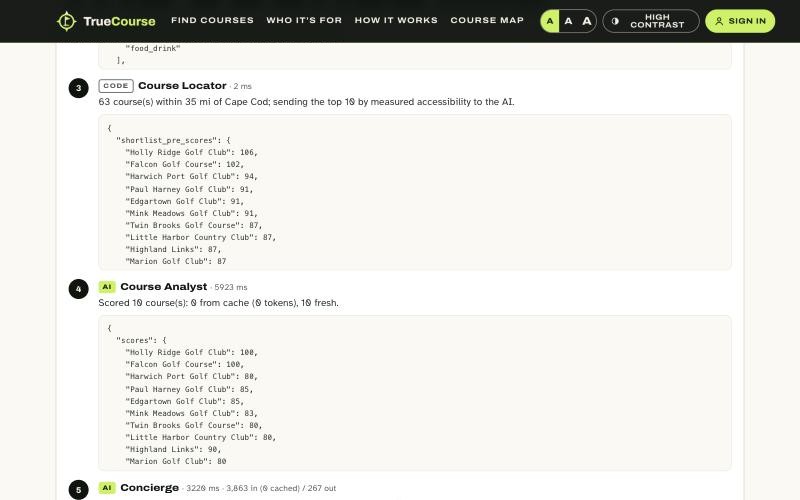 TrueCourse FIND COURSES WHO IT'S FOR HOW IT WORKS COURSE MAP A A A HIGH CONTRAST SIGN IN
"food_drink"
],
3 CODE Course Locator · 2 ms
63 course(s) within 35 mi of Cape Cod; sending the top 10 by measured accessibility to the AI.
{
"shortlist_pre_scores": {
"Holly Ridge Golf Club": 106,
"Falcon Golf Course": 102,
"Harwich Port Golf Club": 94,
"Paul Harney Golf Club": 91,
"Edgartown Golf Club": 91,
"Mink Meadows Golf Club": 91,
"Twin Brooks Golf Course": 87,
"Little Harbor Country Club": 87,
"Highland Links": 87,
"Marion Golf Club": 87
4 AI Course Analyst · 5923 ms
Scored 10 course(s): 0 from cache (0 tokens), 10 fresh.
{
"scores": {
"Holly Ridge Golf Club": 100,
"Falcon Golf Course": 100,
"Harwich Port Golf Club": 80,
"Paul Harney Golf Club": 85,
"Edgartown Golf Club": 85,
"Mink Meadows Golf Club": 83,
"Twin Brooks Golf Course": 80,
"Little Harbor Country Club": 80,
"Highland Links": 90,
"Marion Golf Club": 80
5 AI Concierge · 3220 ms · 3,863 in (0 cached) / 267 out